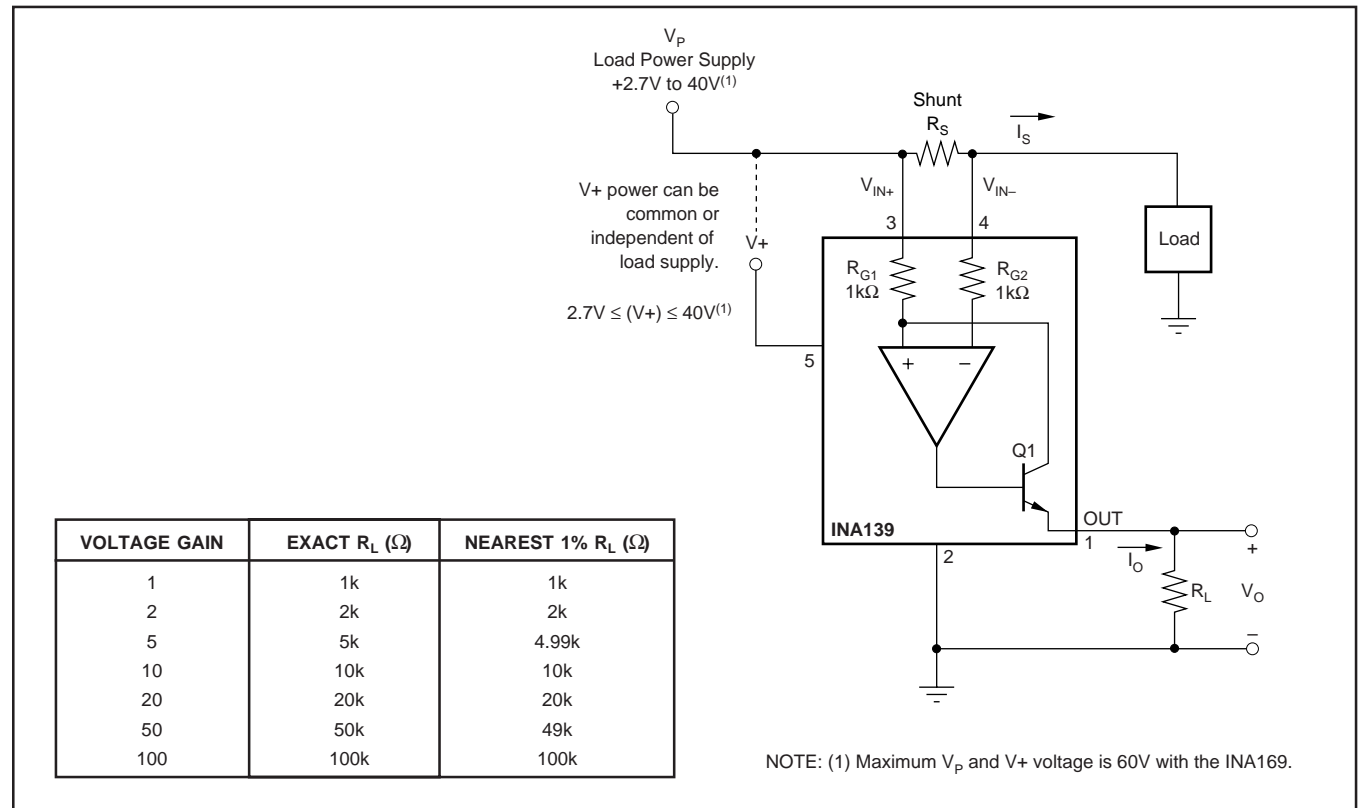 V_P
Load Power Supply
+2.7V to 40V(1)
Shunt
R_S
I_S
V+ power can be
common or
independent of
load supply.
V+
2.7V ≤ (V+) ≤ 40V(1)
V_IN+
V_IN–
3
4
Load
R_G1
1kΩ
R_G2
1kΩ
5
+
–
Q1
INA139
OUT
1
2
I_O
R_L
+
V_O
–
VOLTAGE GAIN EXACT R_L (Ω) NEAREST 1% R_L (Ω)
1 1k 1k
2 2k 2k
5 5k 4.99k
10 10k 10k
20 20k 20k
50 50k 49k
100 100k 100k
NOTE: (1) Maximum V_P and V+ voltage is 60V with the INA169.